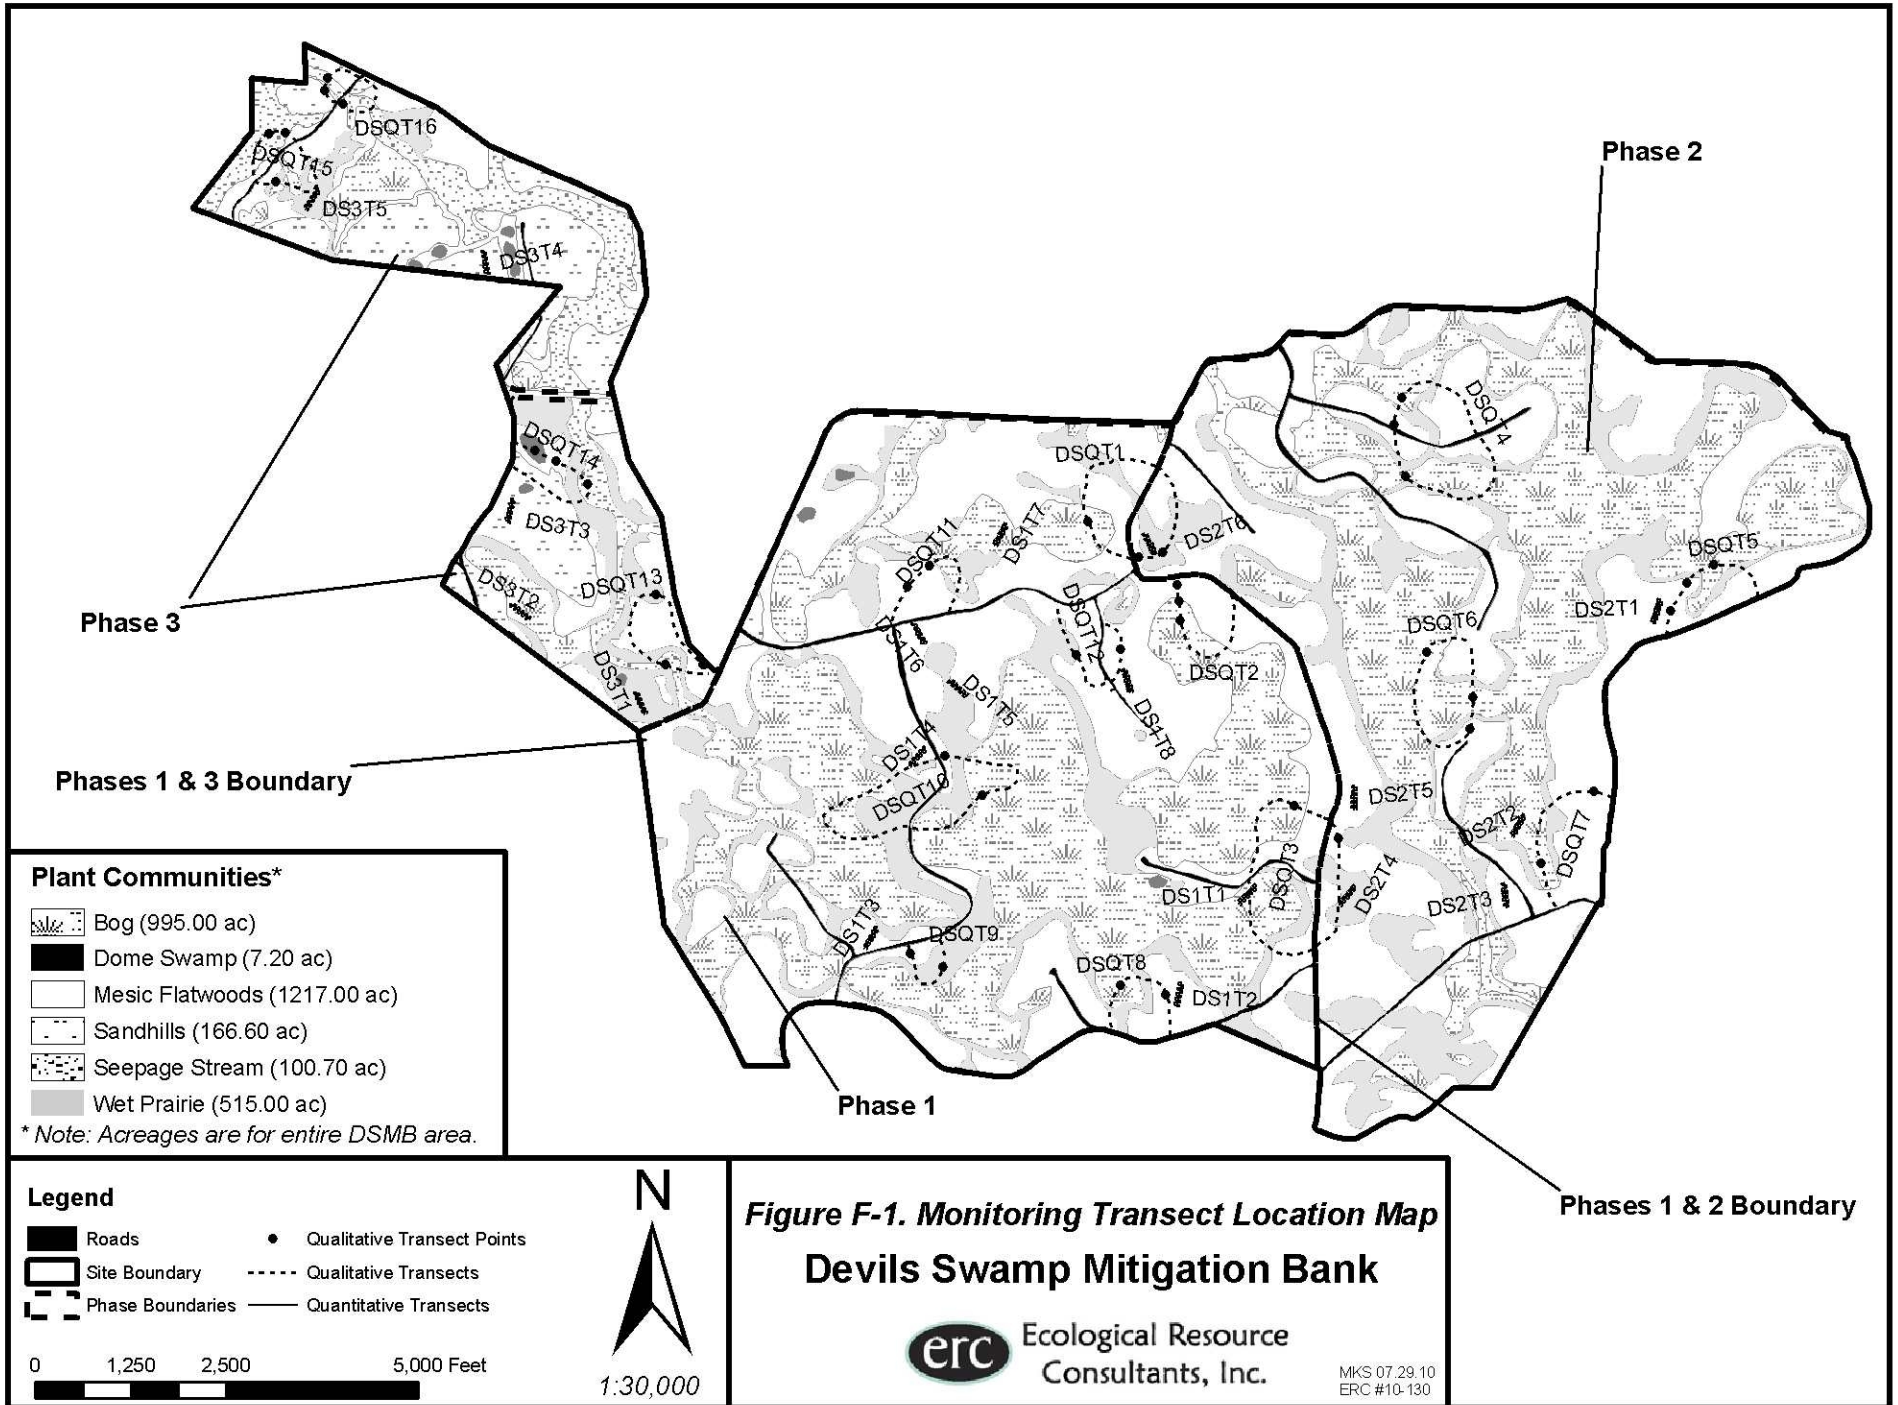 DSQT16
DSQT15
DS3T5
DS3T4
Phase 2
DSQT4
DSQT14
DSQT1
DS3T3
DSQT11
DS1T7
DS2T6
DSQT5
DS3T2
DSQT13
DS2T1
DSQT12
DSQT6
Phase 3
DS1T6
DSQT2
DS3T1
DS1T5
DS1T8
DS1T4
Phases 1 & 3 Boundary
DSQT10
DS2T5
DS2T2
DSQT7
DSQT3
DS2T4
DS1T1
DS2T3
DS1T3
DSQT9
DSQT8
DS1T2
Phase 1
Phases 1 & 2 Boundary
Plant Communities*
Bog (995.00 ac)
Dome Swamp (7.20 ac)
Mesic Flatwoods (1217.00 ac)
Sandhills (166.60 ac)
Seepage Stream (100.70 ac)
Wet Prairie (515.00 ac)
* Note: Acreages are for entire DSMB area.
Legend
Roads
Site Boundary
Phase Boundaries
Qualitative Transect Points
Qualitative Transects
Quantitative Transects
0 1,250 2,500 5,000 Feet
N
1:30,000
Figure F-1. Monitoring Transect Location Map
Devils Swamp Mitigation Bank
erc
Ecological Resource
Consultants, Inc.
MKS 07.29.10
ERC #10-130